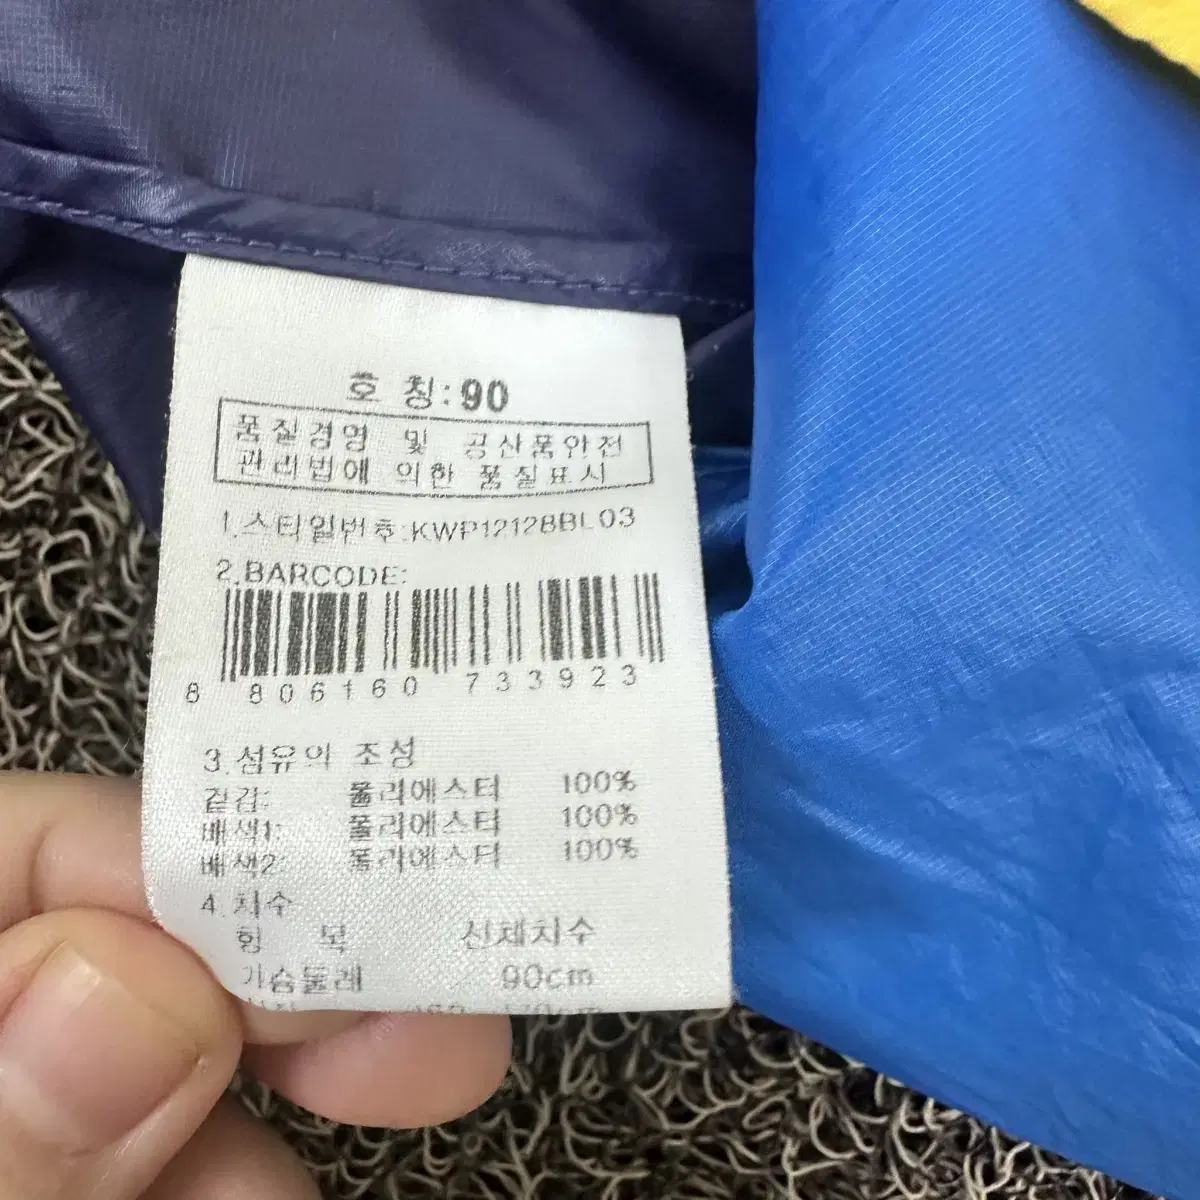 호 칭:90
품질경영 및 공산품안전
관리법에 의한 품질표시
1.스타일번호:KWP12128BL03
2.BARCODE:
8 806160 733923
3.섬유의 조성
겉감: 폴리에스터 100%
배색1: 폴리에스터 100%
배색2: 폴리에스터 100%
4.치수
항 목 신체치수
가슴둘레 90cm